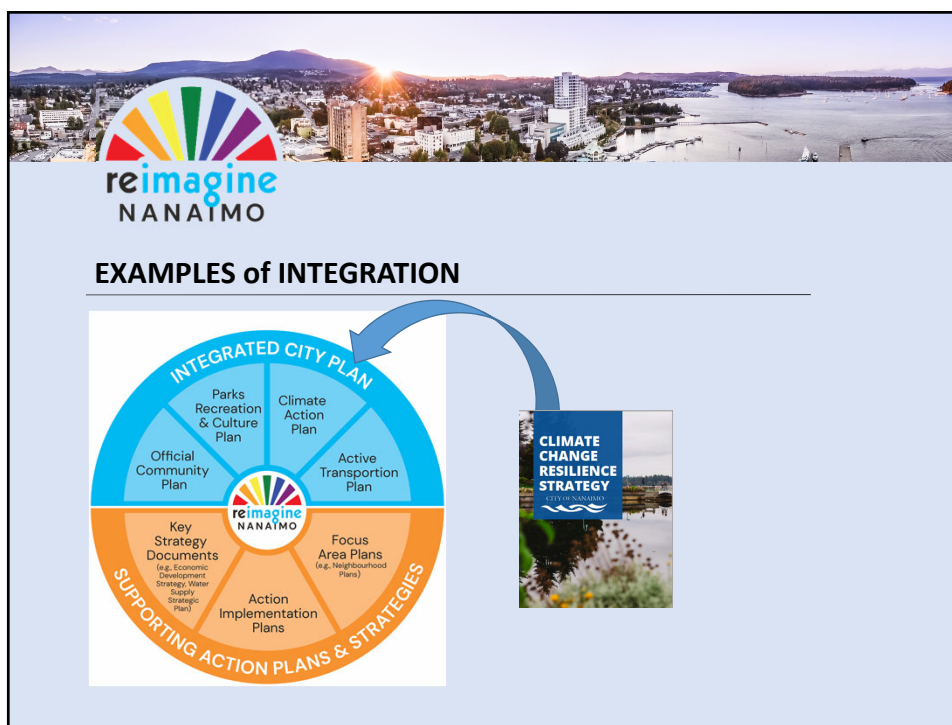 reimagine
NANAIMO
EXAMPLES of INTEGRATION
INTEGRATED CITY PLAN
Official
Community
Plan
Parks
Recreation
& Culture
Plan
Climate
Action
Plan
Active
Transportion
Plan
reimagine
NANAIMO
Key
Strategy
Documents
(e.g., Economic
Development
Strategy, Water
Supply
Strategic
Plan)
Action
Implementation
Plans
Focus
Area Plans
(e.g., Neighbourhood
Plans)
SUPPORTING ACTION PLANS & STRATEGIES
CLIMATE
CHANGE
RESILIENCE
STRATEGY
CITY OF NANAIMO